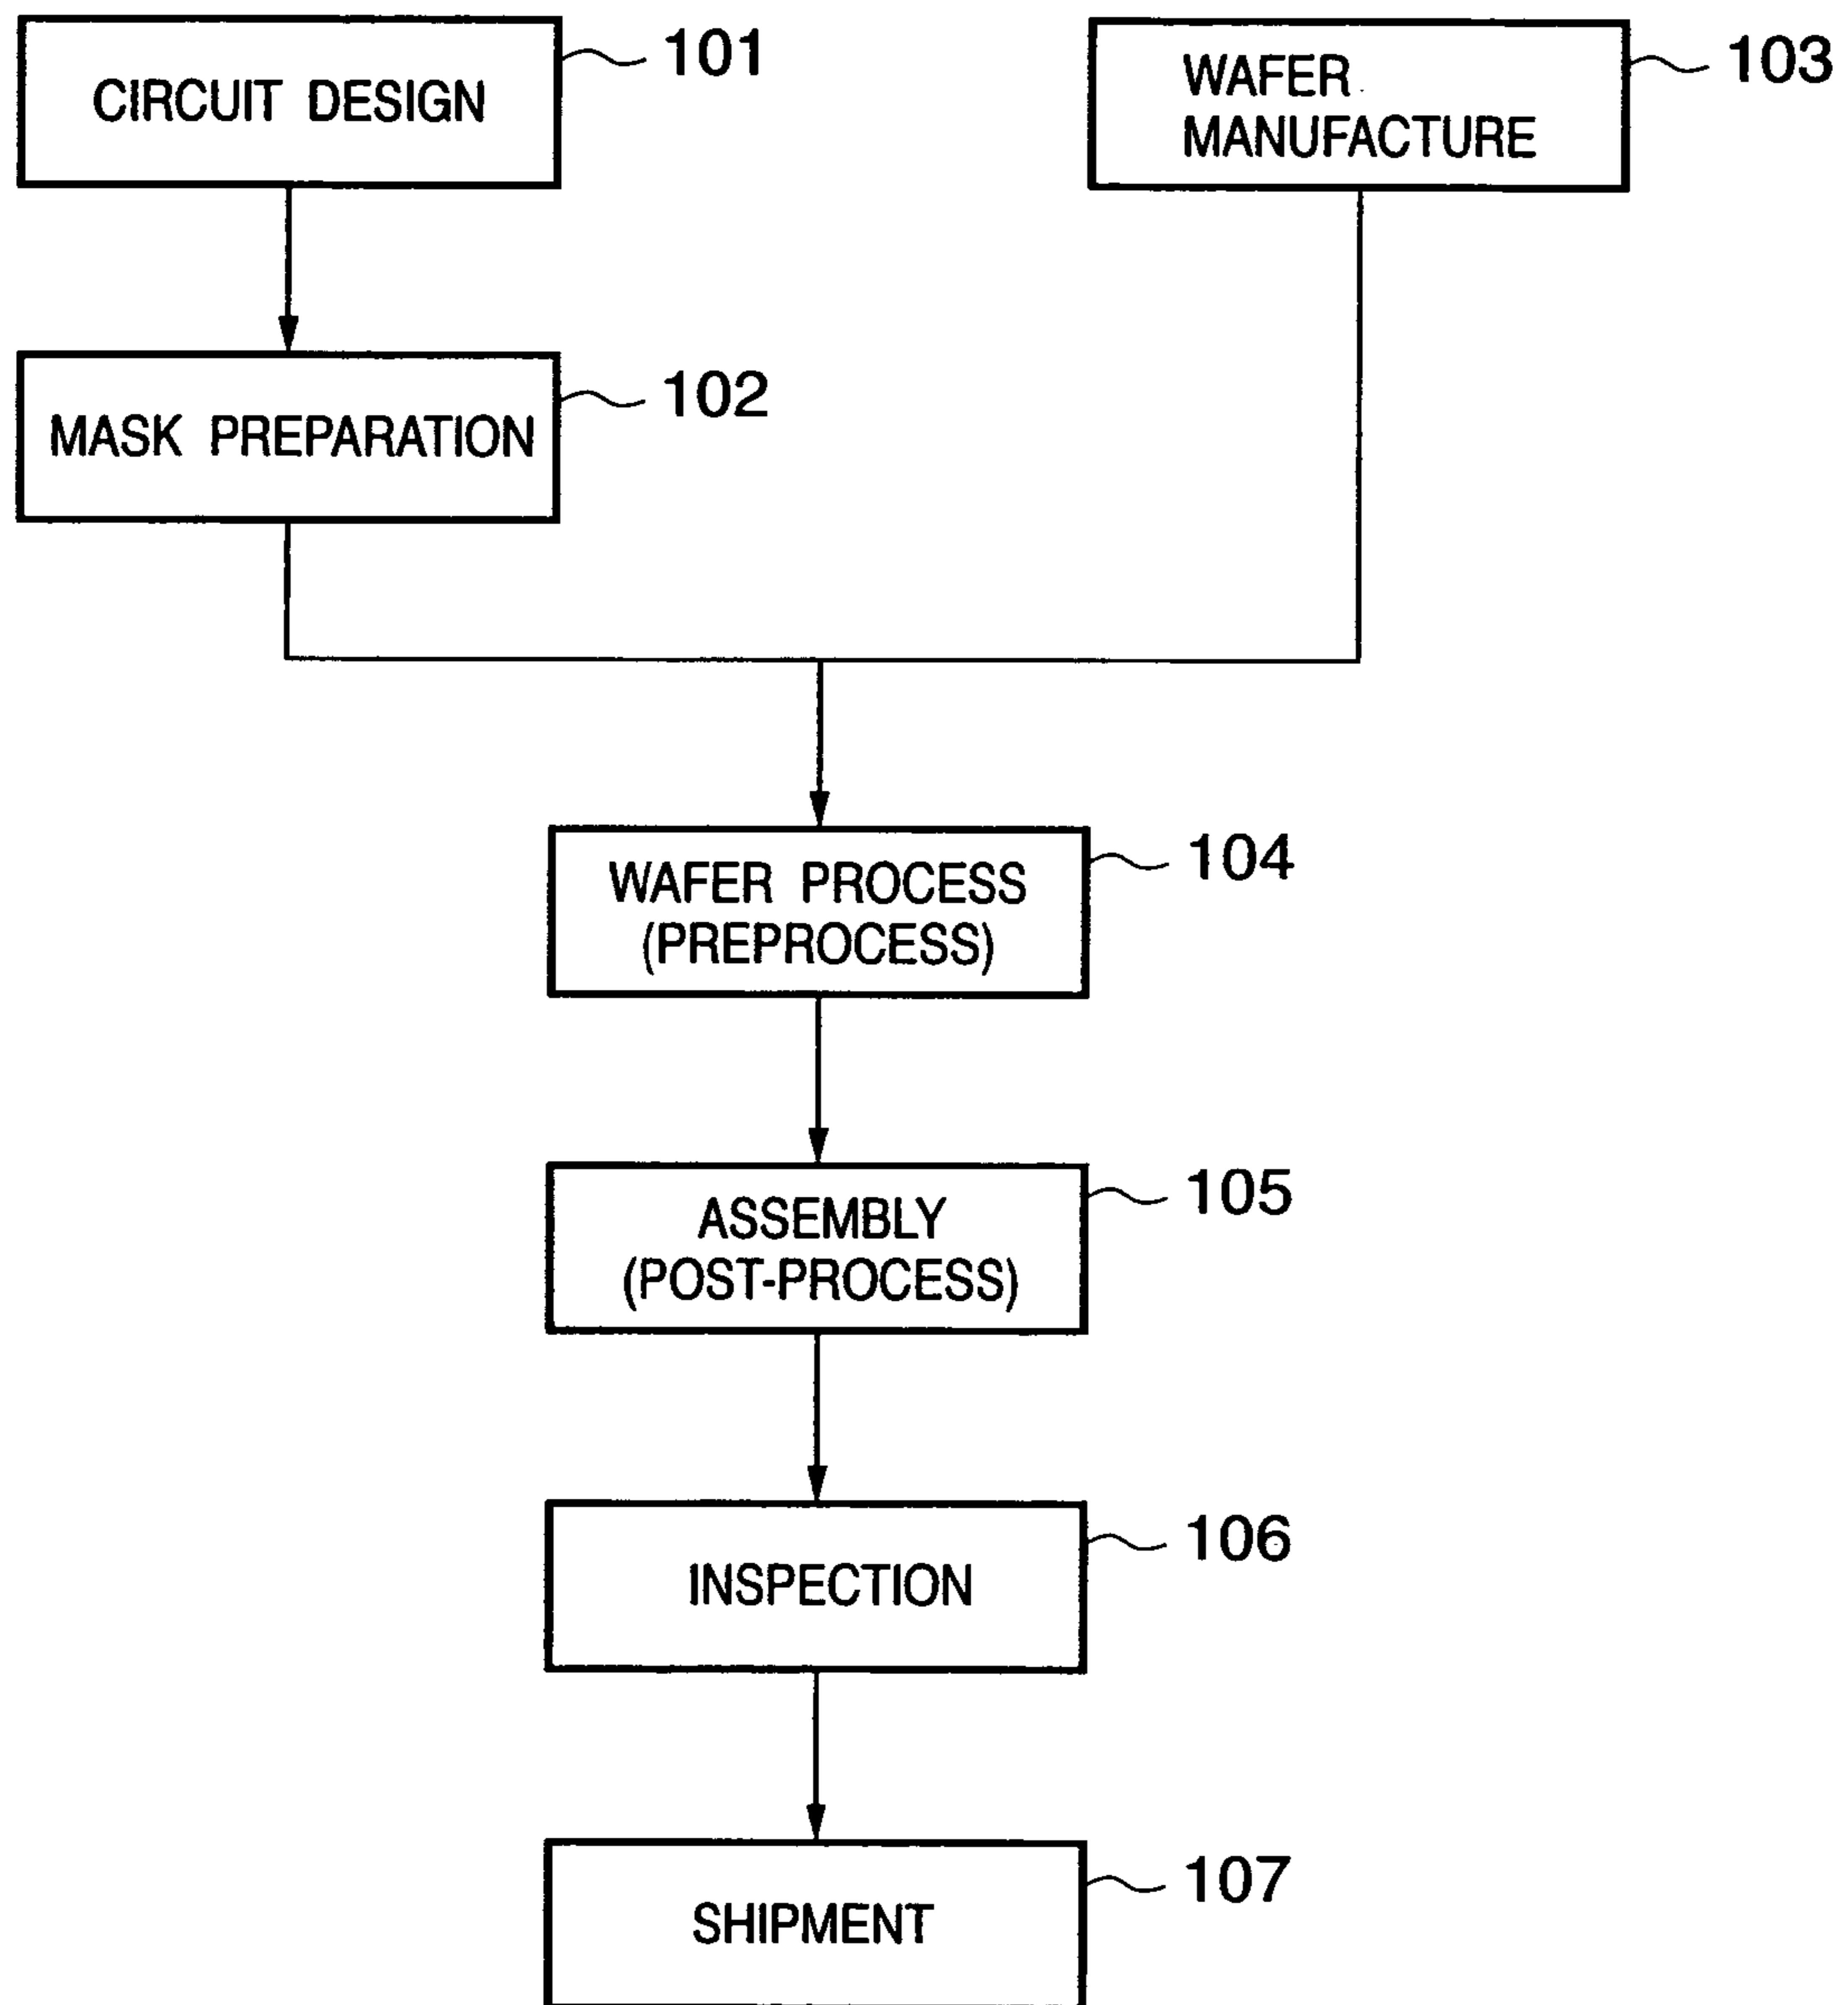 CIRCUIT DESIGN
101
WAFER
MANUFACTURE
103
MASK PREPARATION
102
WAFER PROCESS
(PREPROCESS)
104
ASSEMBLY
(POST-PROCESS)
105
INSPECTION
106
SHIPMENT
107